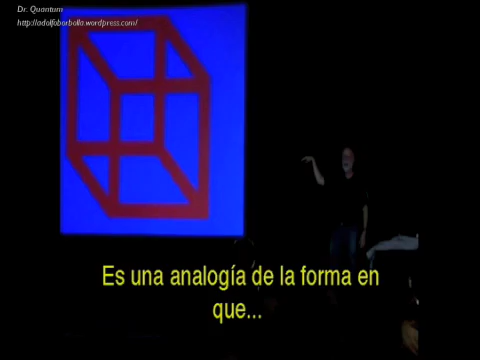 Dr. Quantum
http://adolfoborbolla.wordpress.com/
Es una analogía de la forma en
que...